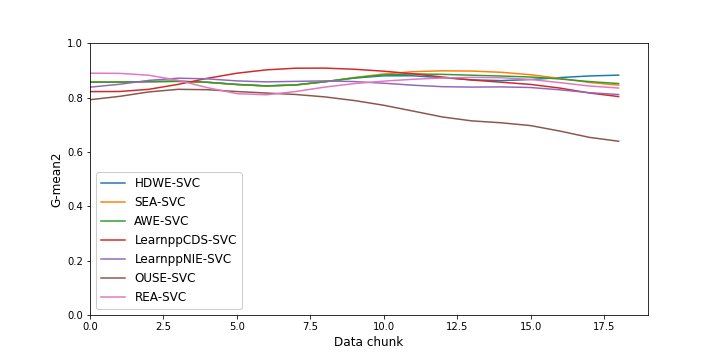 1.0
0.8
0.6
0.4
0.2
0.0
G-mean2
HDWE-SVC
SEA-SVC
AWE-SVC
LearnppCDS-SVC
LearnppNIE-SVC
OUSE-SVC
REA-SVC
0.0 2.5 5.0 7.5 10.0 12.5 15.0 17.5
Data chunk